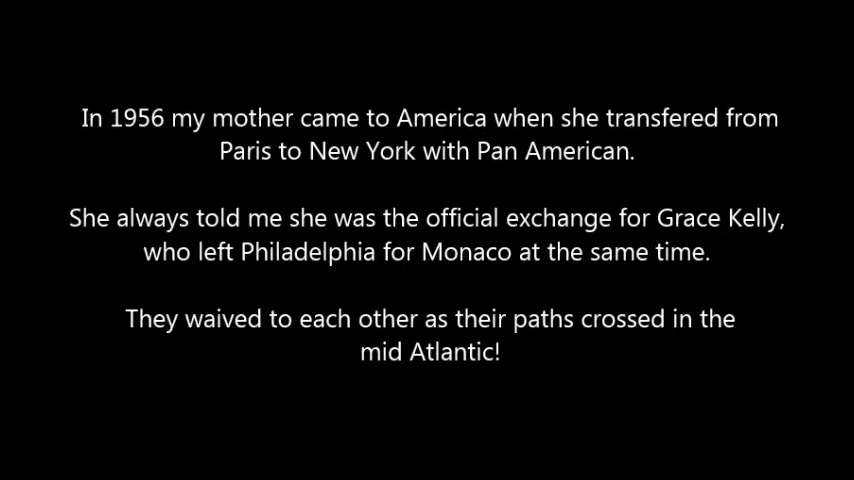 In 1956 my mother came to America when she transfered from
Paris to New York with Pan American.
She always told me she was the official exchange for Grace Kelly,
who left Philadelphia for Monaco at the same time.
They waived to each other as their paths crossed in the
mid Atlantic!